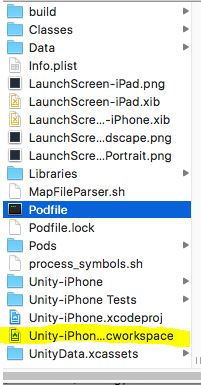 build
Classes
Data
Info.plist
LaunchScreen-iPad.png
LaunchScreen-iPad.xib
LaunchScre...-iPhone.xib
LaunchScre...dscape.png
LaunchScre...Portrait.png
Libraries
MapFileParser.sh
Podfile
Podfile.lock
Pods
process_symbols.sh
Unity-iPhone
Unity-iPhone Tests
Unity-iPhone.xcodeproj
Unity-iPhon...cworkspace
UnityData.xcassets